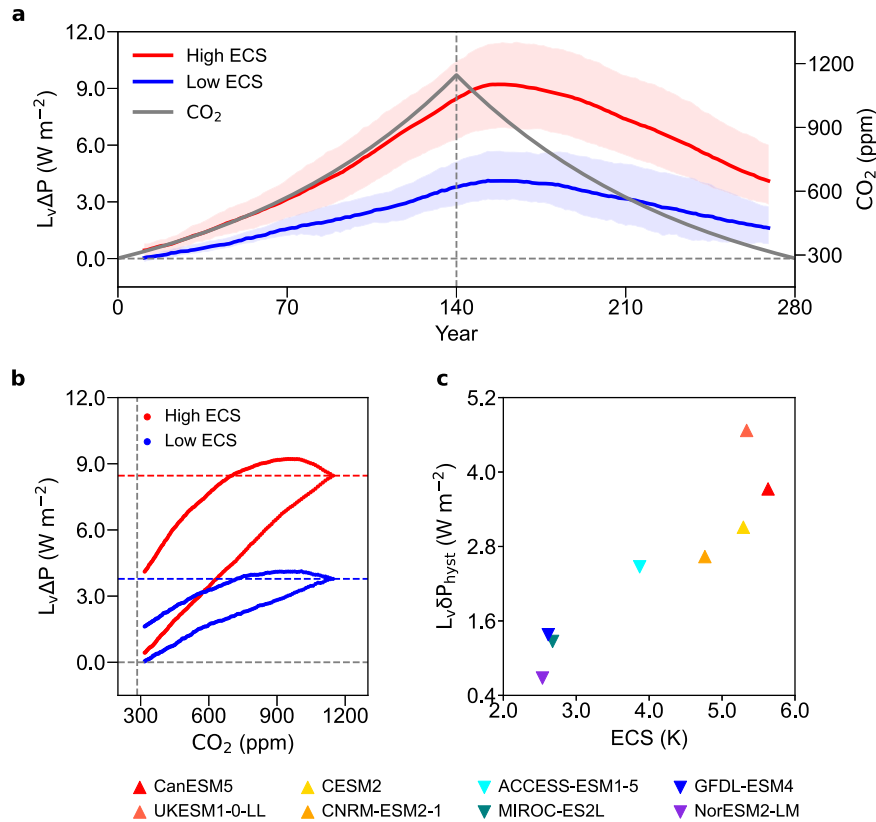 a
12.0
9.0
6.0
3.0
0.0
LᵥΔP (W m⁻²)
High ECS
Low ECS
CO₂
1200
900
600
300
CO₂ (ppm)
0 70 140 210 280
Year
b
12.0
9.0
6.0
3.0
0.0
LᵥΔP (W m⁻²)
High ECS
Low ECS
300 600 900 1200
CO₂ (ppm)
c
5.2
4.0
2.8
1.6
0.4
LᵥδP_hyst (W m⁻²)
2.0 3.0 4.0 5.0 6.0
ECS (K)
CanESM5 CESM2 ACCESS-ESM1-5 GFDL-ESM4
UKESM1-0-LL CNRM-ESM2-1 MIROC-ES2L NorESM2-LM